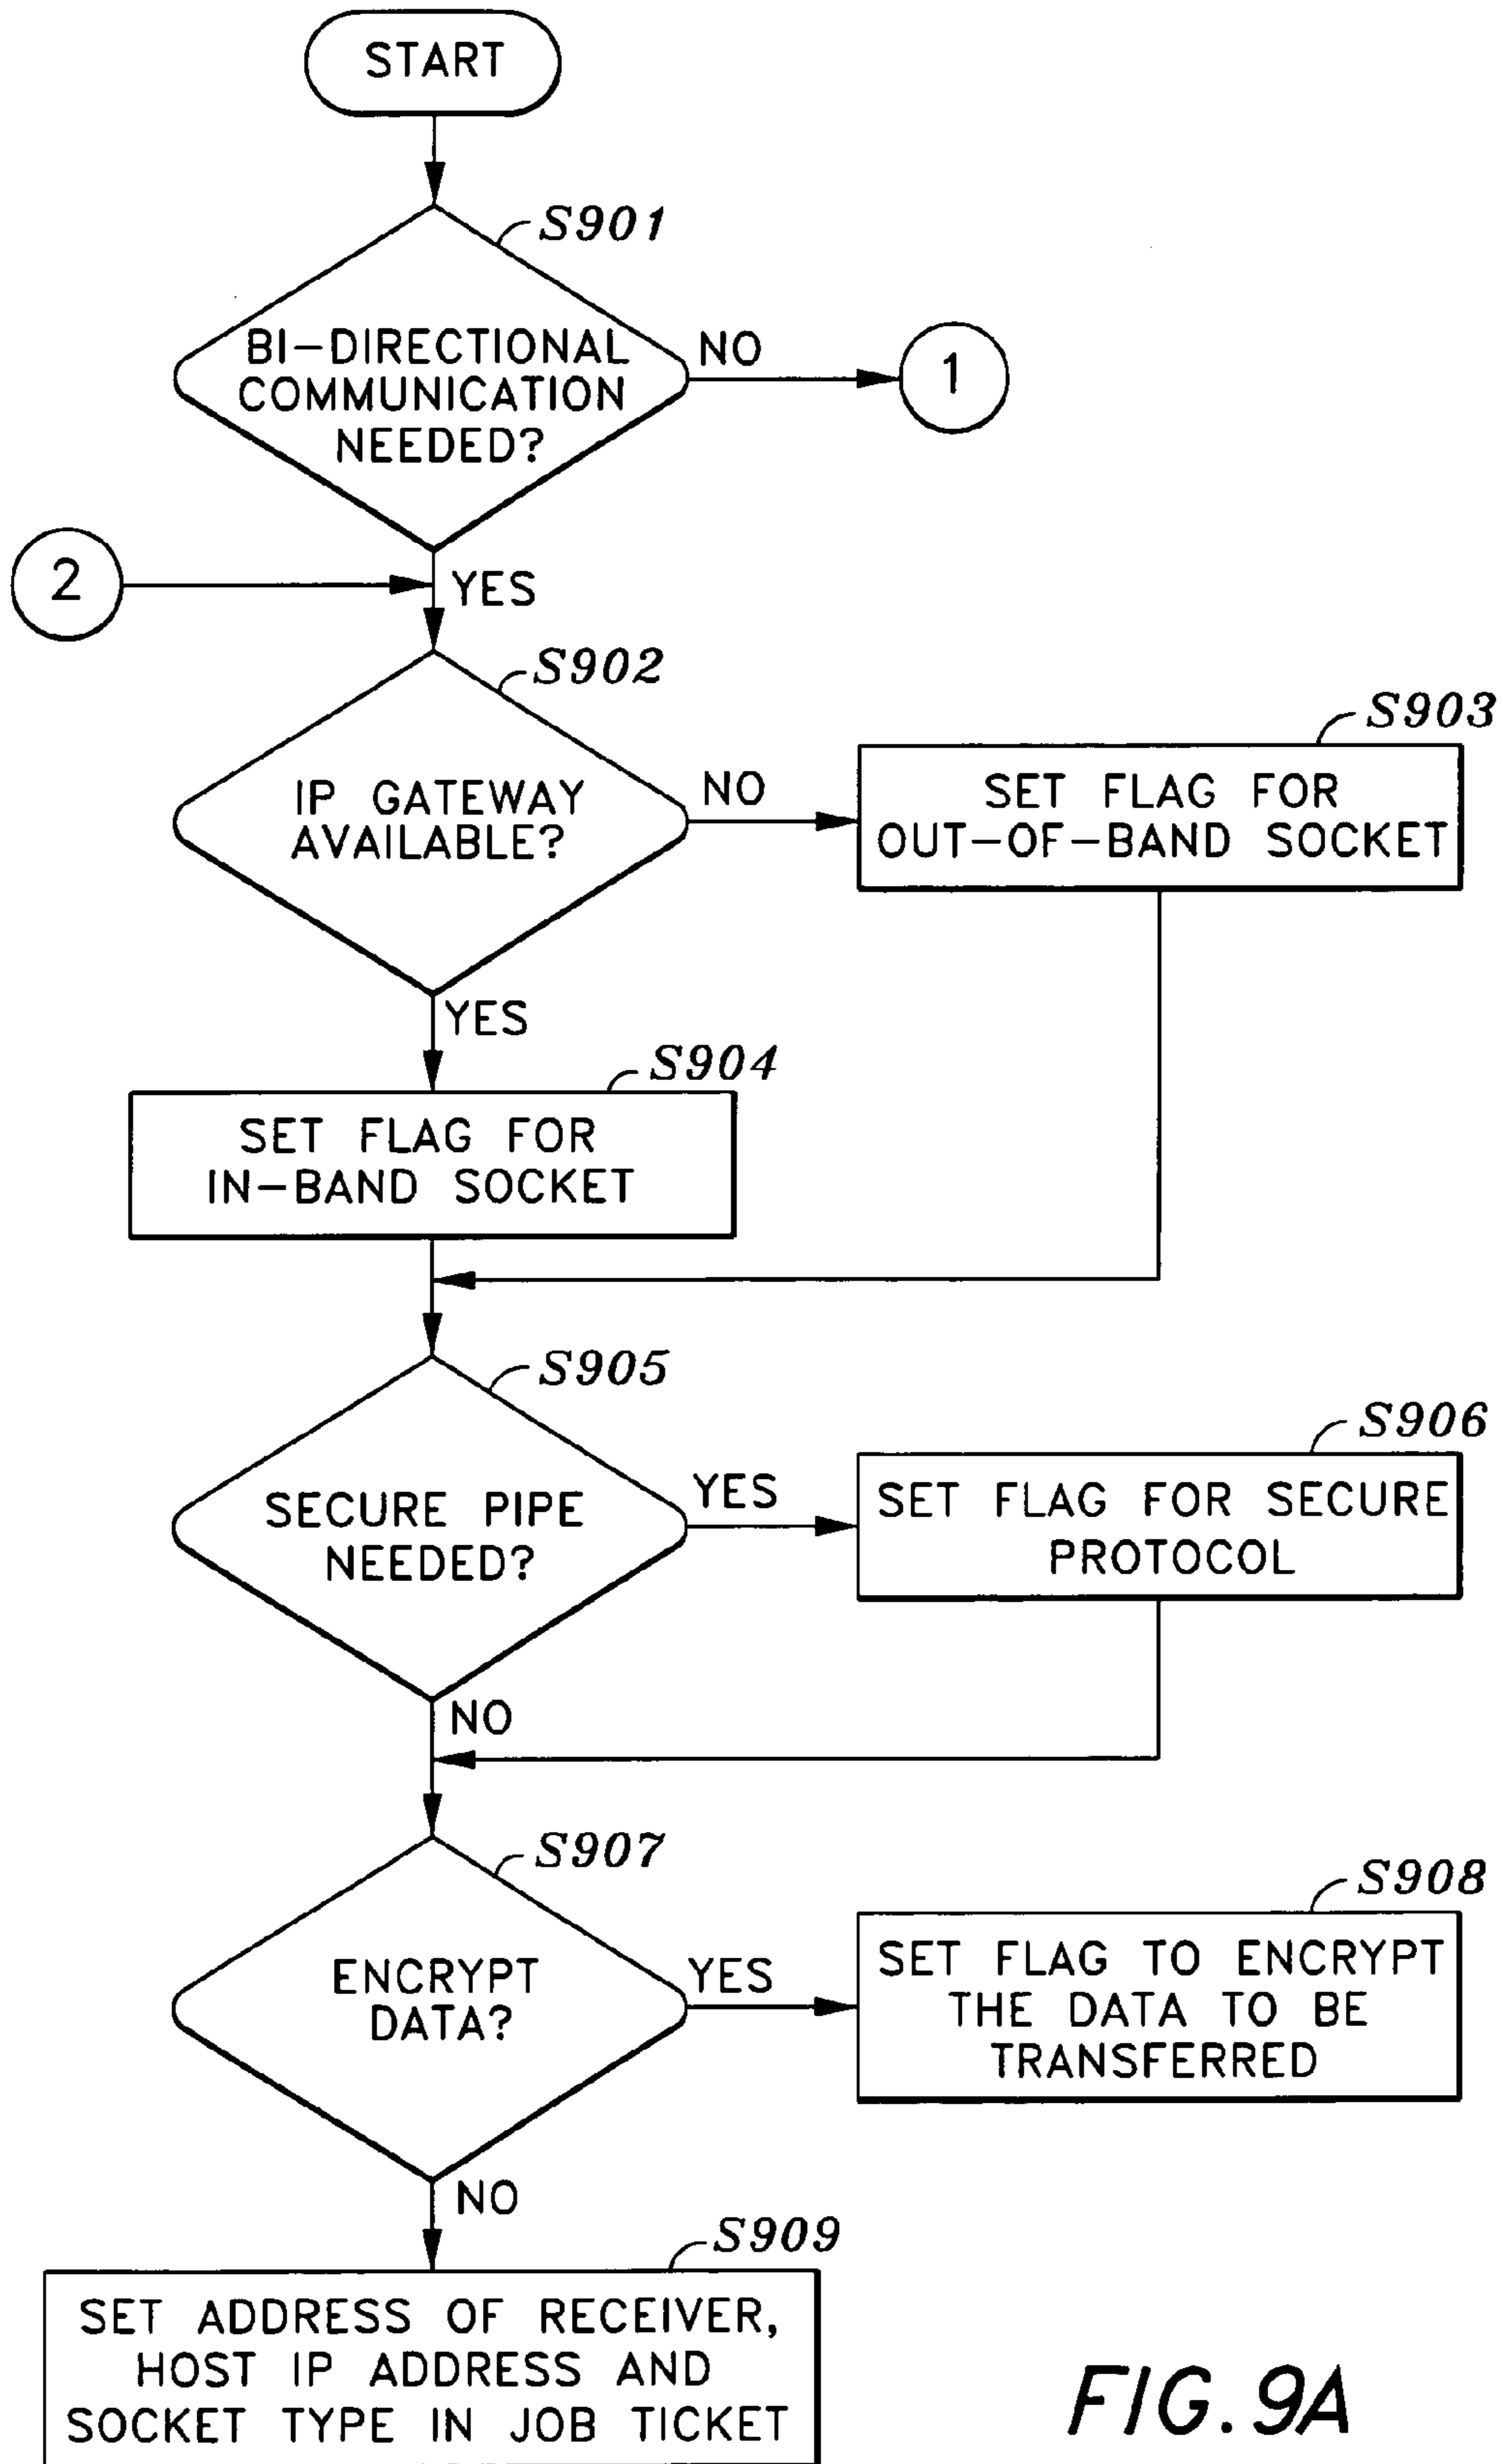 START
S901
BI-DIRECTIONAL
COMMUNICATION
NEEDED?
NO
1
2
YES
S902
IP GATEWAY
AVAILABLE?
NO
S903
SET FLAG FOR
OUT-OF-BAND SOCKET
YES
S904
SET FLAG FOR
IN-BAND SOCKET
S905
SECURE PIPE
NEEDED?
YES
S906
SET FLAG FOR SECURE
PROTOCOL
NO
S907
ENCRYPT
DATA?
YES
S908
SET FLAG TO ENCRYPT
THE DATA TO BE
TRANSFERRED
NO
S909
SET ADDRESS OF RECEIVER,
HOST IP ADDRESS AND
SOCKET TYPE IN JOB TICKET
FIG. 9A